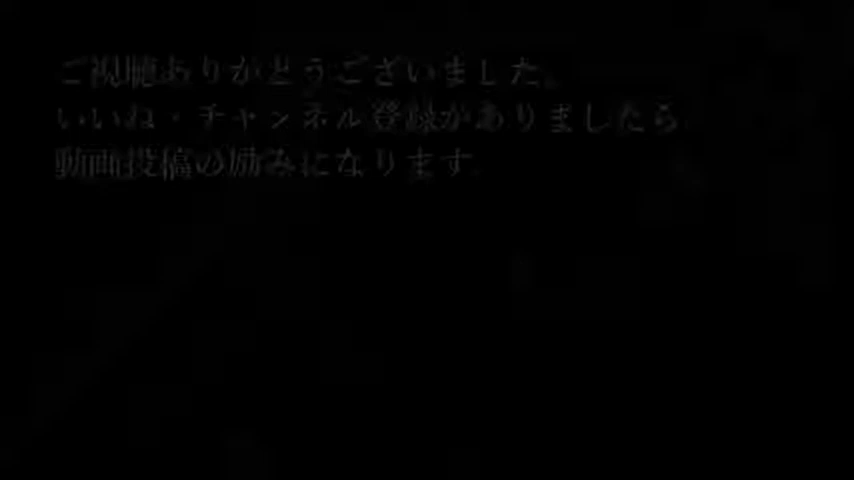 ご視聴ありがとうございました。
いいね・チャンネル登録がありましたら
動画投稿の励みになります